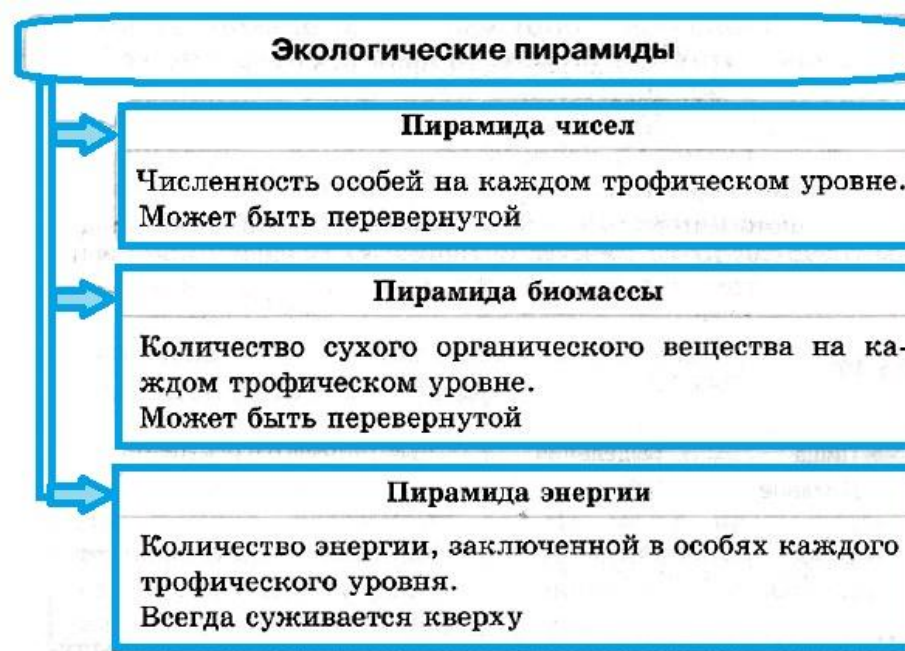 Экологические пирамиды
Пирамида чисел
Численность особей на каждом трофическом уровне.
Может быть перевернутой
Пирамида биомассы
Количество сухого органического вещества на ка-
ждом трофическом уровне.
Может быть перевернутой
Пирамида энергии
Количество энергии, заключенной в особях каждого
трофического уровня.
Всегда суживается кверху